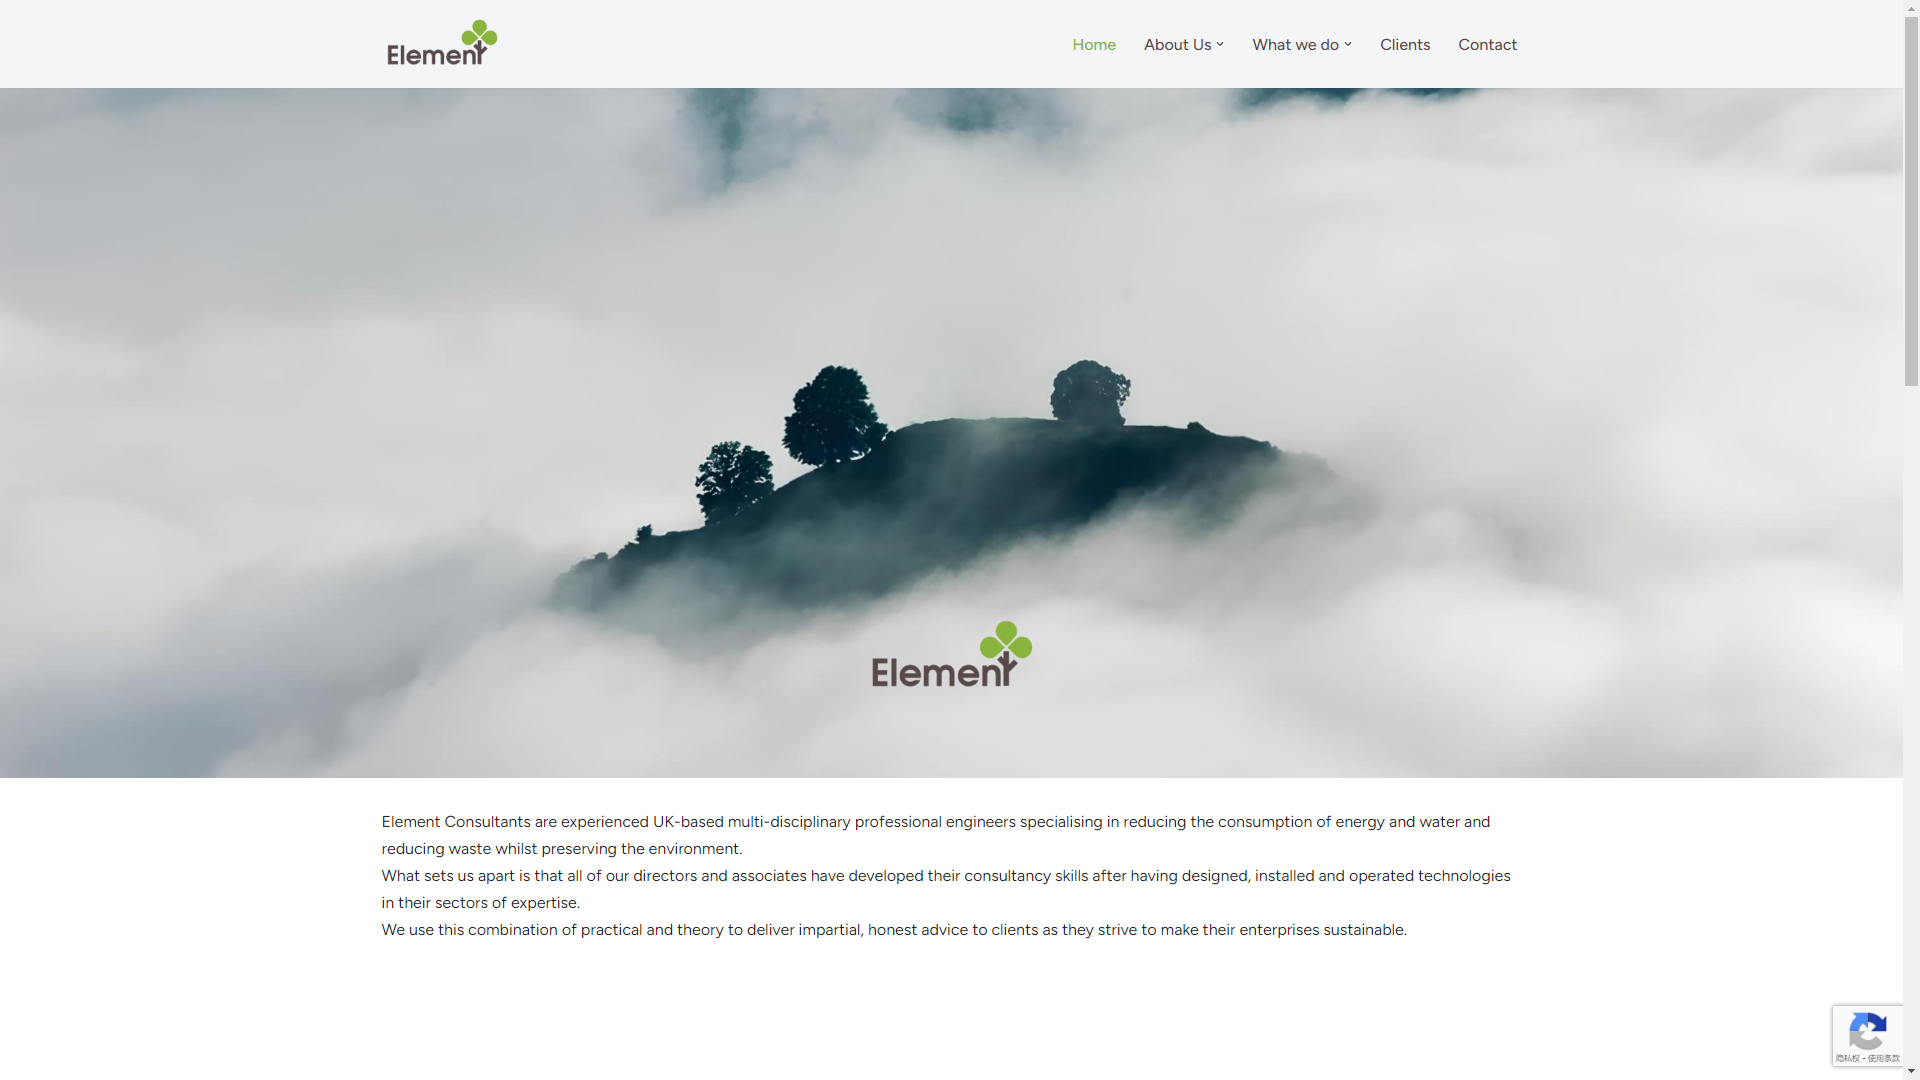 Element
Home About Us What we do Clients Contact
Element
Element Consultants are experienced UK-based multi-disciplinary professional engineers specialising in reducing the consumption of energy and water and
reducing waste whilst preserving the environment.
What sets us apart is that all of our directors and associates have developed their consultancy skills after having designed, installed and operated technologies
in their sectors of expertise.
We use this combination of practical and theory to deliver impartial, honest advice to clients as they strive to make their enterprises sustainable.
隐私权 - 使用条款